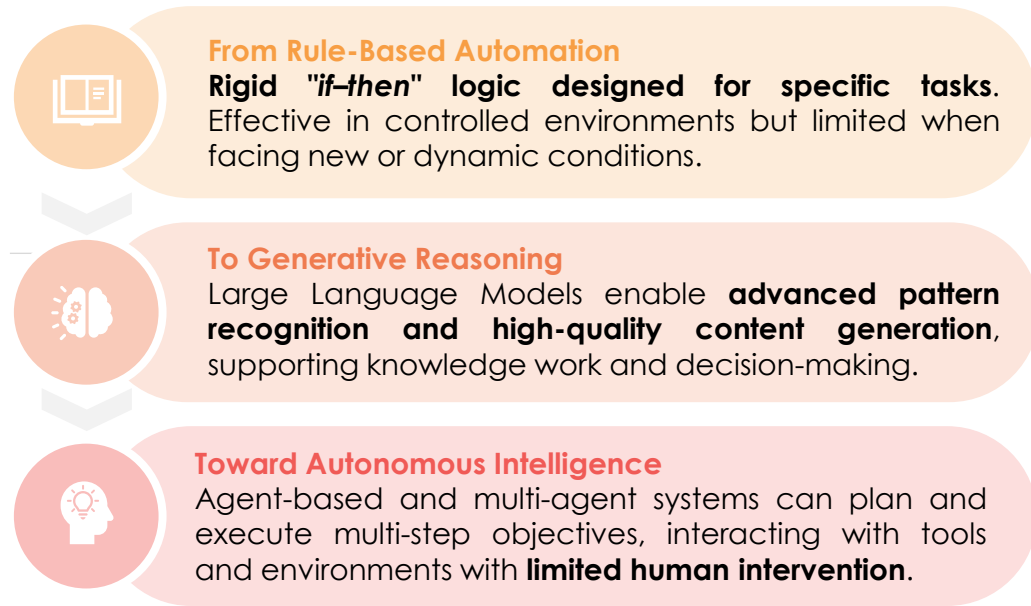 From Rule-Based Automation
Rigid "if–then" logic designed for specific tasks.
Effective in controlled environments but limited when
facing new or dynamic conditions.
To Generative Reasoning
Large Language Models enable advanced pattern
recognition and high-quality content generation,
supporting knowledge work and decision-making.
Toward Autonomous Intelligence
Agent-based and multi-agent systems can plan and
execute multi-step objectives, interacting with tools
and environments with limited human intervention.